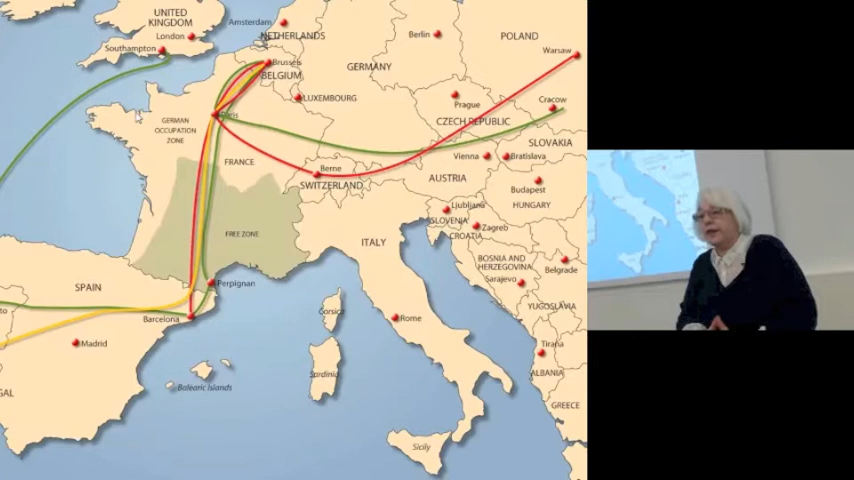 Amsterdam
UNITED
KINGDOM
London
NETHERLANDS
Berlin
POLAND
Southampton
Warsaw
Brussels
BELGIUM
GERMANY
LUXEMBOURG
Prague
Cracow
Paris
CZECH REPUBLIC
GERMAN
OCCUPATION
ZONE
SLOVAKIA
FRANCE
Berne
Vienna
Bratislava
SWITZERLAND
AUSTRIA
Budapest
HUNGARY
Ljubljana
SLOVENIA
Zagreb
CROATIA
FREE ZONE
ITALY
BOSNIA AND
HERZEGOVINA
Sarajevo
Belgrade
SPAIN
Perpignan
YUGOSLAVIA
Corsica
Barcelona
Rome
Madrid
Tirana
Sardinia
ALBANIA
Balearic Islands
GREECE
Sicily